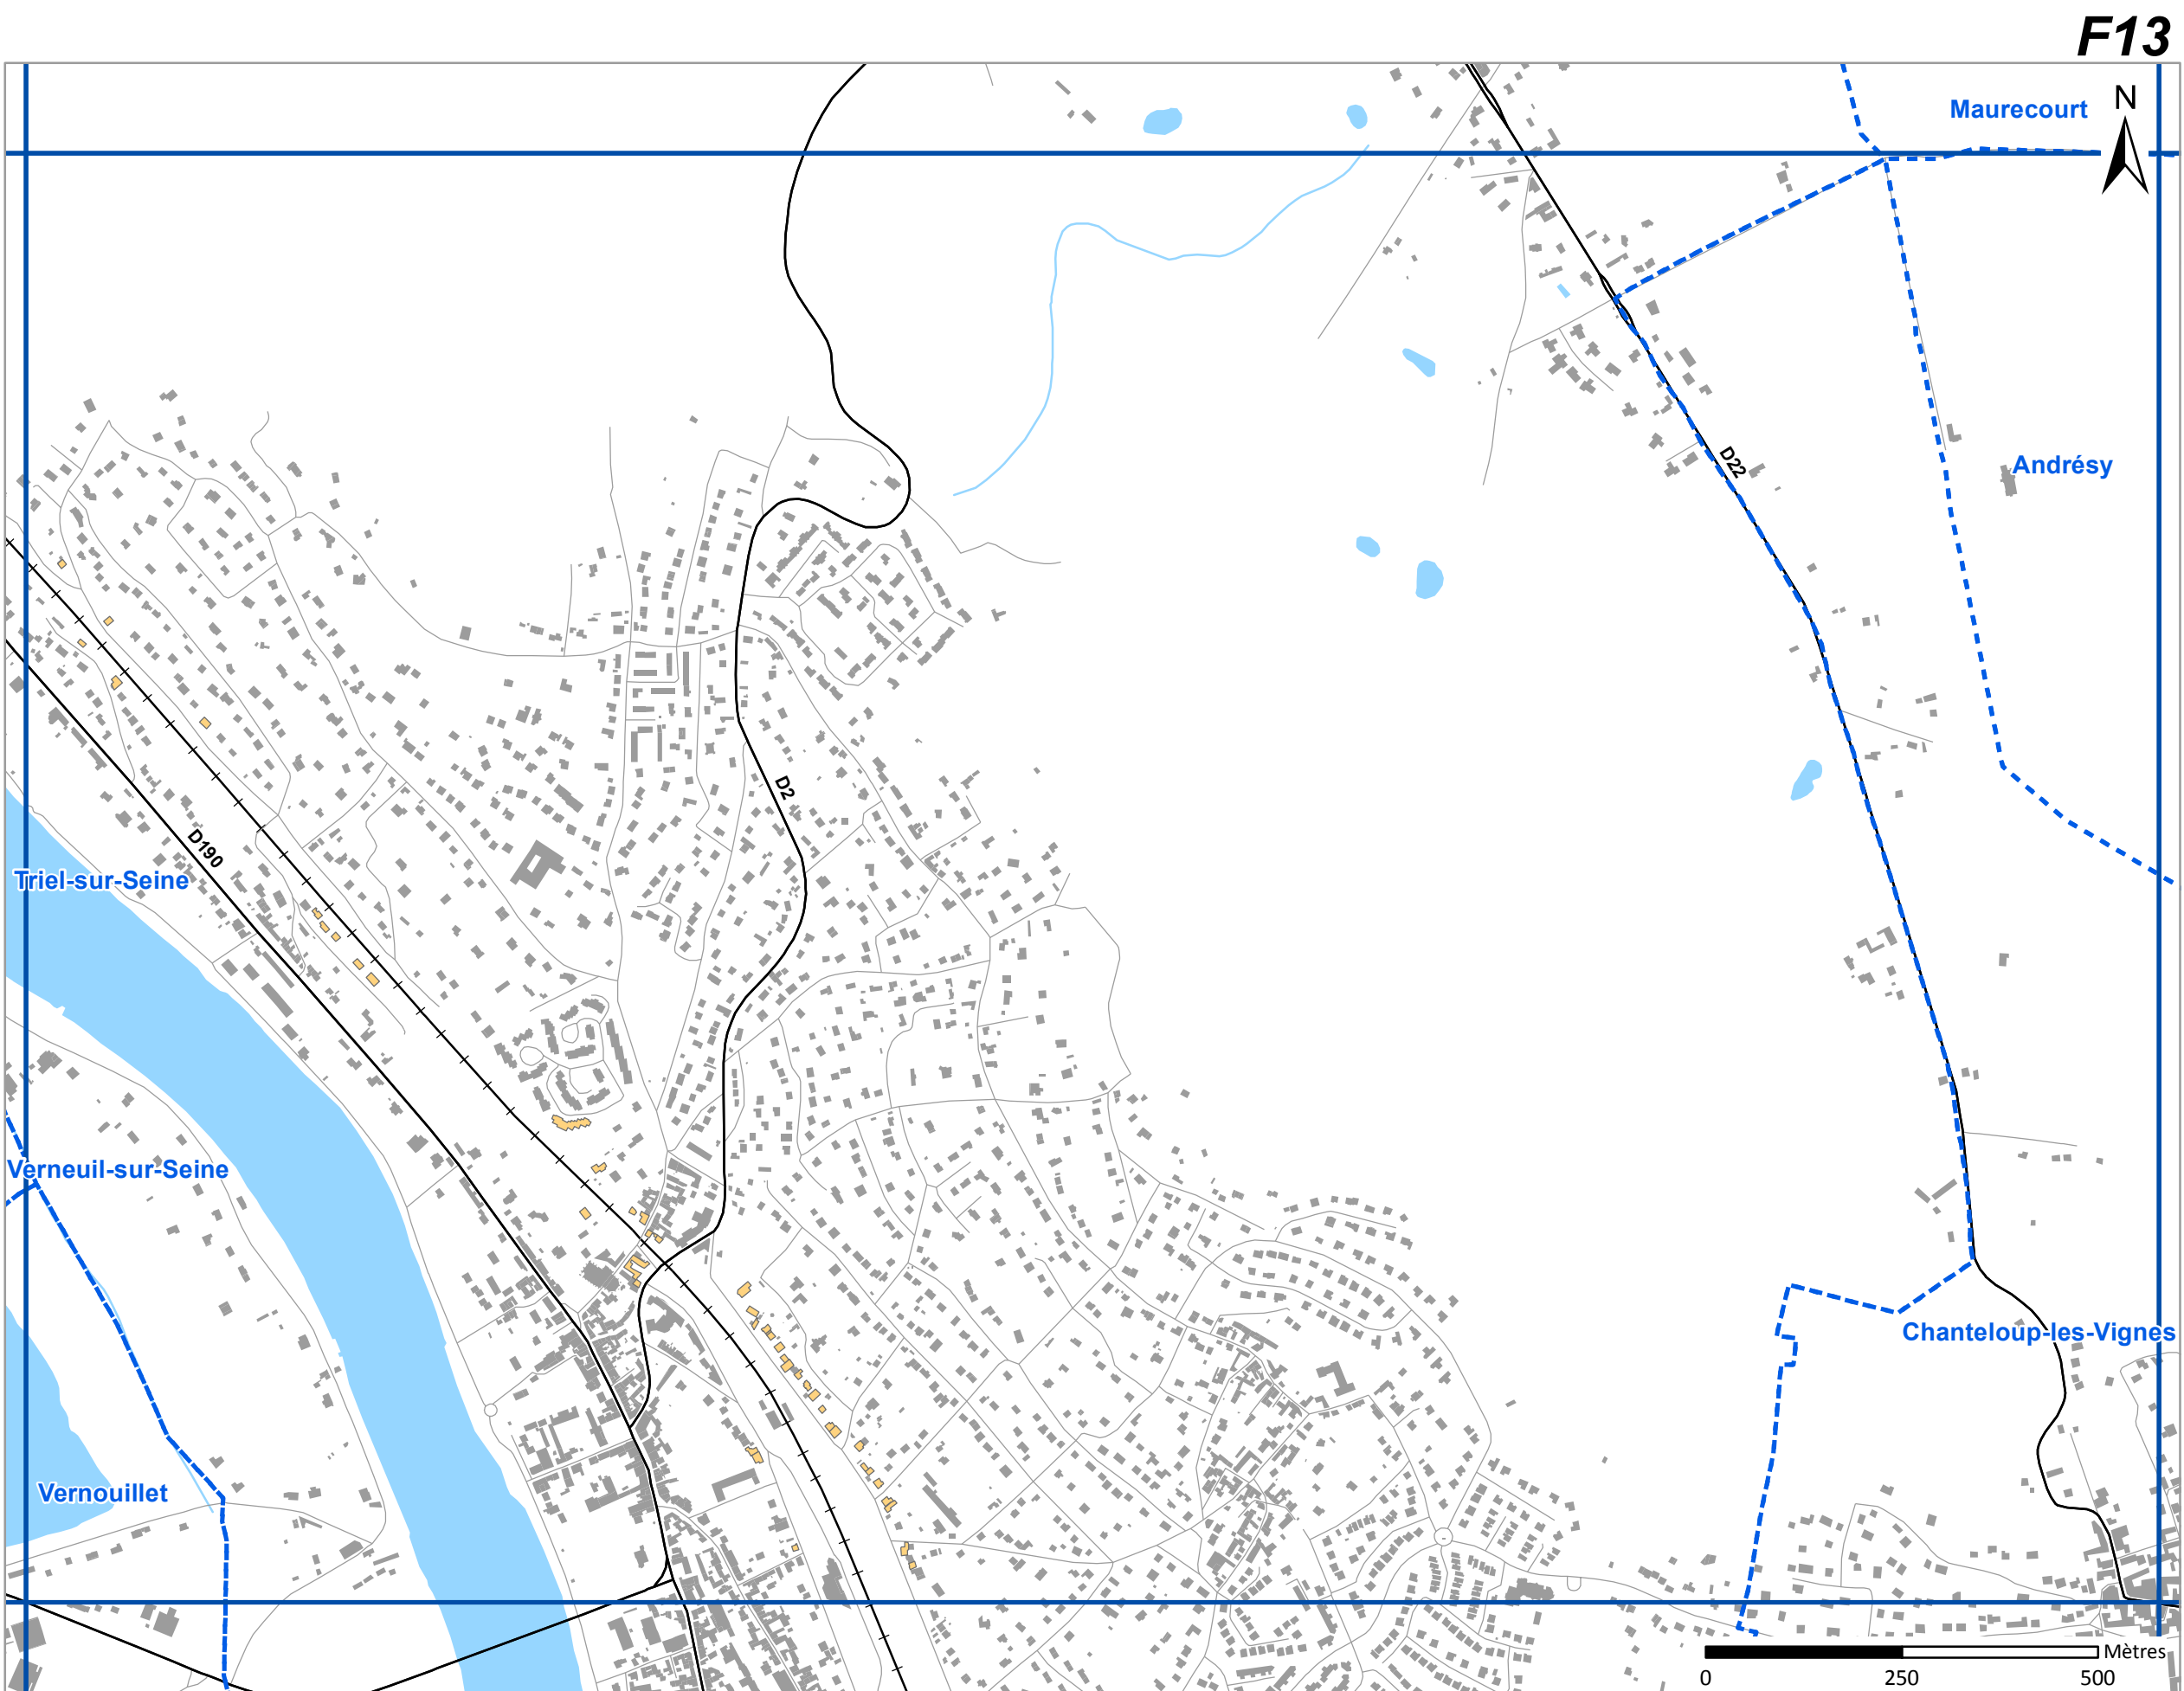 F13
Maurecourt
N
Andrésy
D22
D2
D190
Triel-sur-Seine
Verneuil-sur-Seine
Chanteloup-les-Vignes
Vernouillet
Mètres
0 250 500